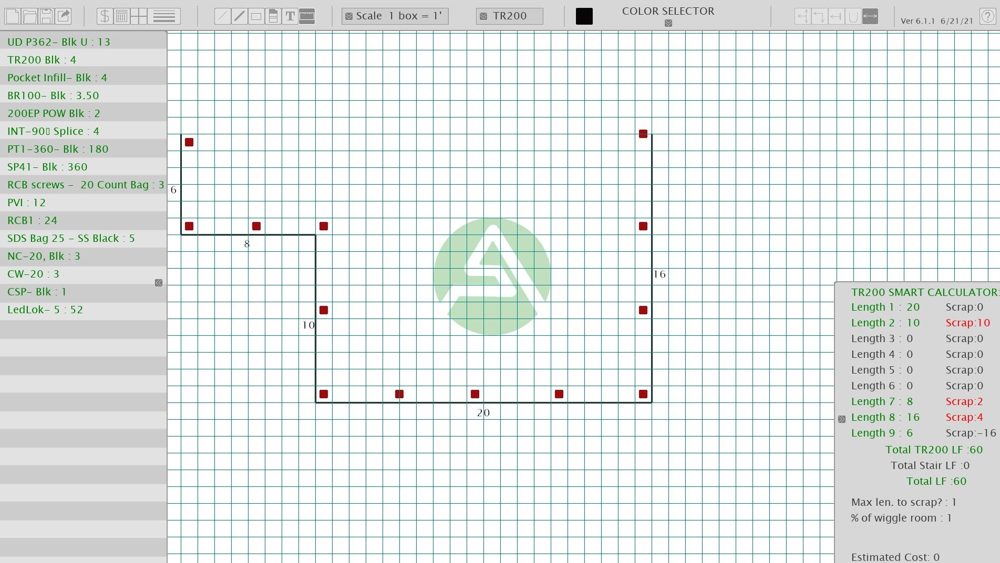 T
Scale 1 box = 1'
TR200
COLOR SELECTOR
Ver 6.1.1 6/21/21
?
UD P362- Blk U : 13
TR200 Blk : 4
Pocket Infill- Blk : 4
BR100- Blk : 3.50
200EP POW Blk : 2
INT-90▯ Splice : 4
PT1-360- Blk : 180
SP41- Blk : 360
RCB screws - 20 Count Bag : 3
PVI : 12
RCB1 : 24
SDS Bag 25 - SS Black : 5
NC-20, Blk : 3
CW-20 : 3
CSP- Blk : 1
LedLok- 5 : 52
6
8
10
20
16
TR200 SMART CALCULATOR:
Length 1 : 20 Scrap:0
Length 2 : 10 Scrap:10
Length 3 : 0 Scrap:0
Length 4 : 0 Scrap:0
Length 5 : 0 Scrap:0
Length 6 : 0 Scrap:0
Length 7 : 8 Scrap:2
Length 8 : 16 Scrap:4
Length 9 : 6 Scrap:-16
Total TR200 LF :60
Total Stair LF :0
Total LF :60
Max len. to scrap? : 1
% of wiggle room : 1
Estimated Cost: 0